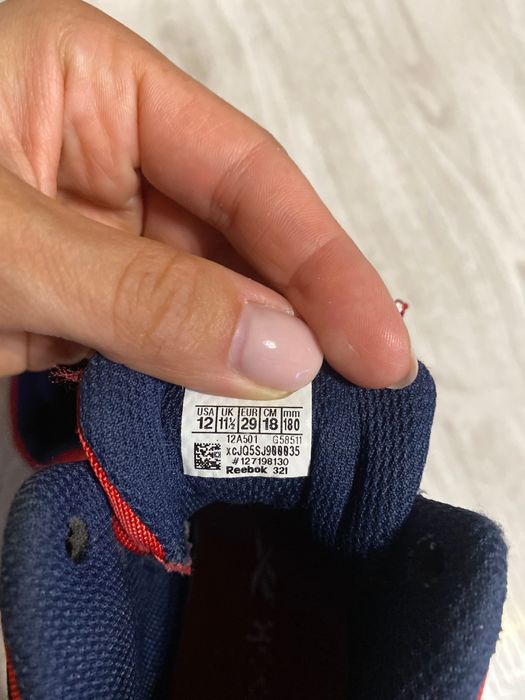 USA UK EUR CM mm
12 11½ 29 18 180
12A501 G58511
xcJQ5SJ900035
#127198130
Reebok 321